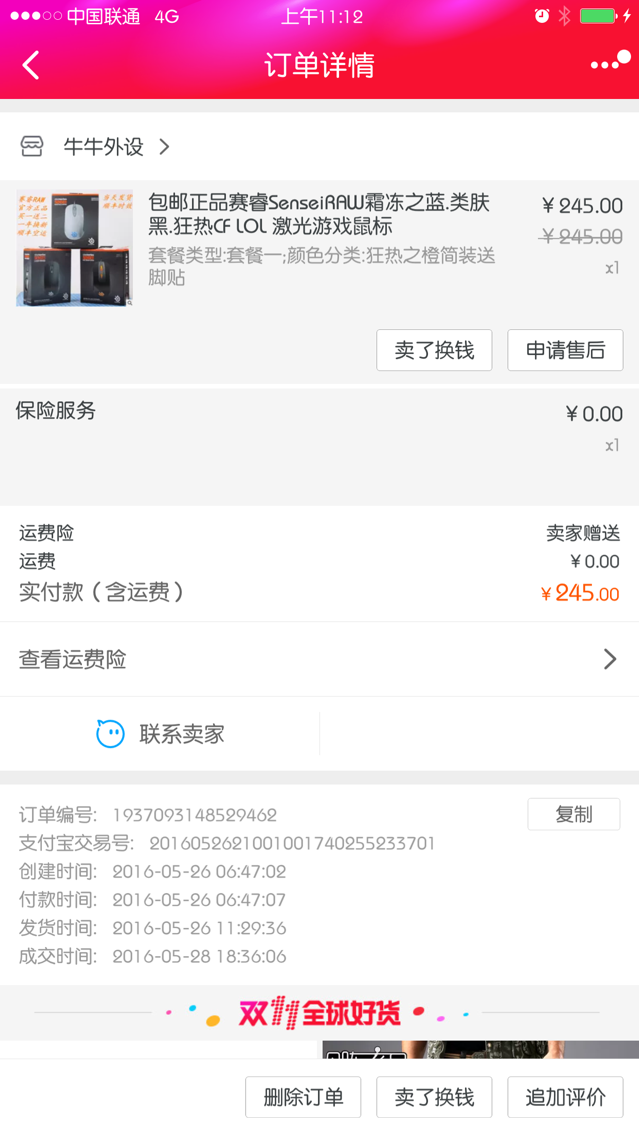 中国联通 4G 上午11:12
订单详情
牛牛外设
包邮正品赛睿SenseiRAW霜冻之蓝.类肤 ￥245.00
黑.狂热CF LOL 激光游戏鼠标 ￥245.00
套餐类型:套餐一;颜色分类:狂热之橙简装送 x1
脚贴
卖了换钱 申请售后
保险服务 ￥0.00
x1
运费险 卖家赠送
运费 ￥0.00
实付款（含运费） ￥245.00
查看运费险
联系卖家
订单编号: 1937093148529462 复制
支付宝交易号: 2016052621001001740255233701
创建时间: 2016-05-26 06:47:02
付款时间: 2016-05-26 06:47:07
发货时间: 2016-05-26 11:29:36
成交时间: 2016-05-28 18:36:06
双11全球好货
删除订单 卖了换钱 追加评价